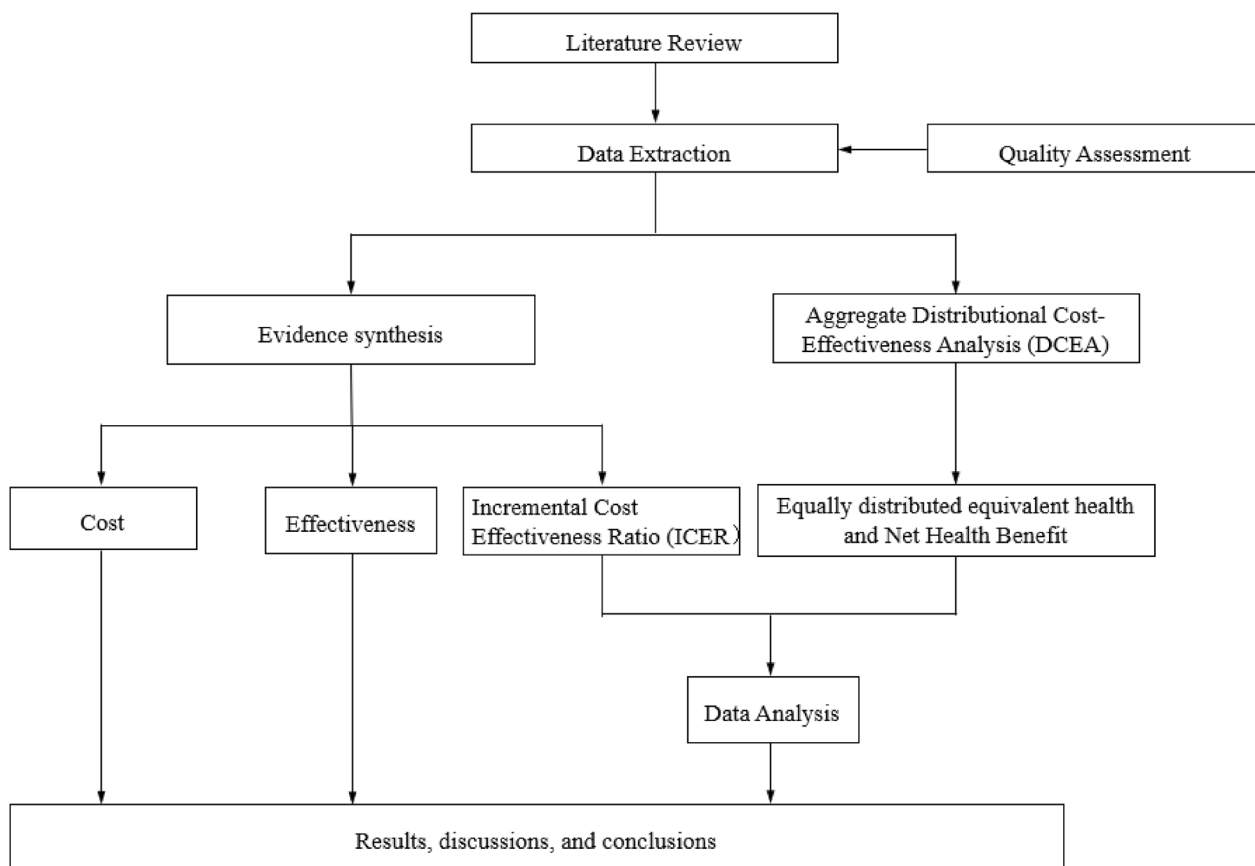 Literature Review
Data Extraction
Quality Assessment
Evidence synthesis
Aggregate Distributional Cost-
Effectiveness Analysis (DCEA)
Cost
Effectiveness
Incremental Cost
Effectiveness Ratio (ICER）
Equally distributed equivalent health
and Net Health Benefit
Data Analysis
Results, discussions, and conclusions